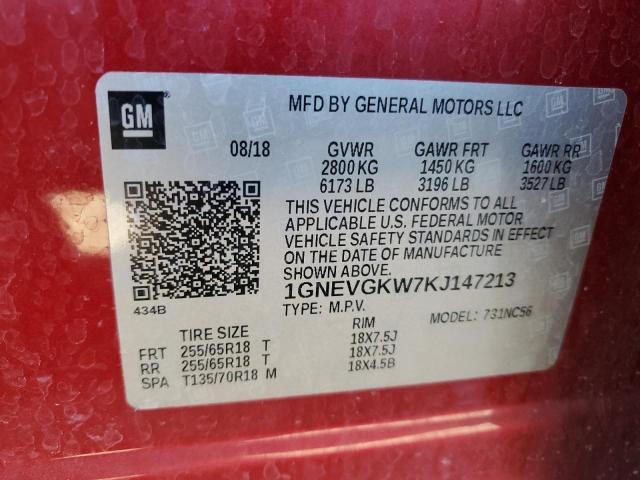 GM
MFD BY GENERAL MOTORS LLC
08/18 GVWR GAWR FRT GAWR RR
2800 KG 1450 KG 1600 KG
6173 LB 3196 LB 3527 LB
THIS VEHICLE CONFORMS TO ALL
APPLICABLE U.S. FEDERAL MOTOR
VEHICLE SAFETY STANDARDS IN EFFECT
ON THE DATE OF MANUFACTURE
SHOWN ABOVE.
1GNEVGKW7KJ147213
434B TYPE: M.P.V. MODEL: 731NC56
TIRE SIZE RIM
FRT 255/65R18 T 18X7.5J
RR 255/65R18 T 18X7.5J
SPA T135/70R18 M 18X4.5B